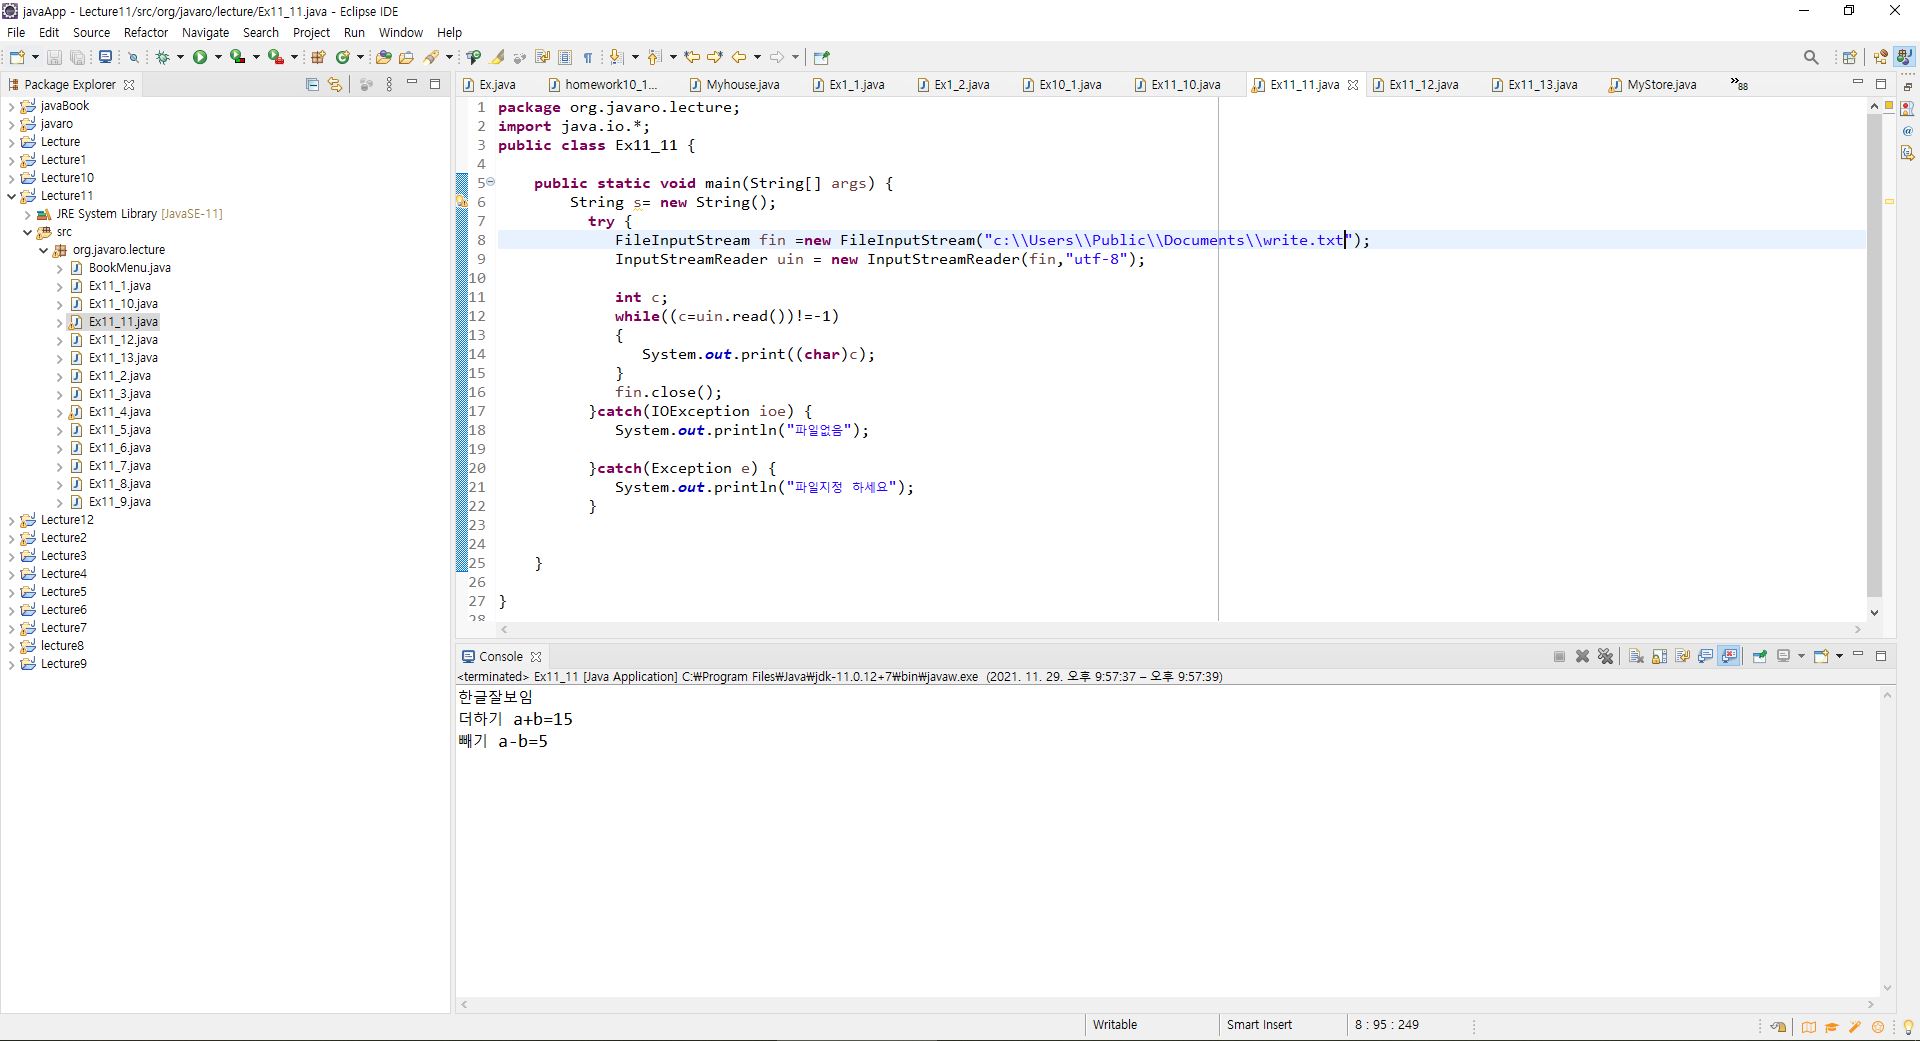 javaApp - Lecture11/src/org/javaro/lecture/Ex11_11.java - Eclipse IDE
File Edit Source Refactor Navigate Search Project Run Window Help
Package Explorer
javaBook
javaro
Lecture
Lecture1
Lecture10
Lecture11
JRE System Library [JavaSE-11]
src
org.javaro.lecture
BookMenu.java
Ex11_1.java
Ex11_10.java
Ex11_11.java
Ex11_12.java
Ex11_13.java
Ex11_2.java
Ex11_3.java
Ex11_4.java
Ex11_5.java
Ex11_6.java
Ex11_7.java
Ex11_8.java
Ex11_9.java
Lecture12
Lecture2
Lecture3
Lecture4
Lecture5
Lecture6
Lecture7
lecture8
Lecture9
Ex.java homework10_1... Myhouse.java Ex1_1.java Ex1_2.java Ex10_1.java Ex11_10.java Ex11_11.java Ex11_12.java Ex11_13.java MyStore.java »88
1 package org.javaro.lecture;
2 import java.io.*;
3 public class Ex11_11 {
4
5 public static void main(String[] args) {
6 String s= new String();
7 try {
8 FileInputStream fin =new FileInputStream("c:\\Users\\Public\\Documents\\write.txt");
9 InputStreamReader uin = new InputStreamReader(fin,"utf-8");
10
11 int c;
12 while((c=uin.read())!=-1)
13 {
14 System.out.print((char)c);
15 }
16 fin.close();
17 }catch(IOException ioe) {
18 System.out.println("파일없음");
19
20 }catch(Exception e) {
21 System.out.println("파일지정 하세요");
22 }
23
24
25 }
26
27 }
28
Console
<terminated> Ex11_11 [Java Application] C:₩Program Files₩Java₩jdk-11.0.12+7₩bin₩javaw.exe (2021. 11. 29. 오후 9:57:37 – 오후 9:57:39)
한글잘보임
더하기 a+b=15
빼기 a-b=5
Writable Smart Insert 8 : 95 : 249